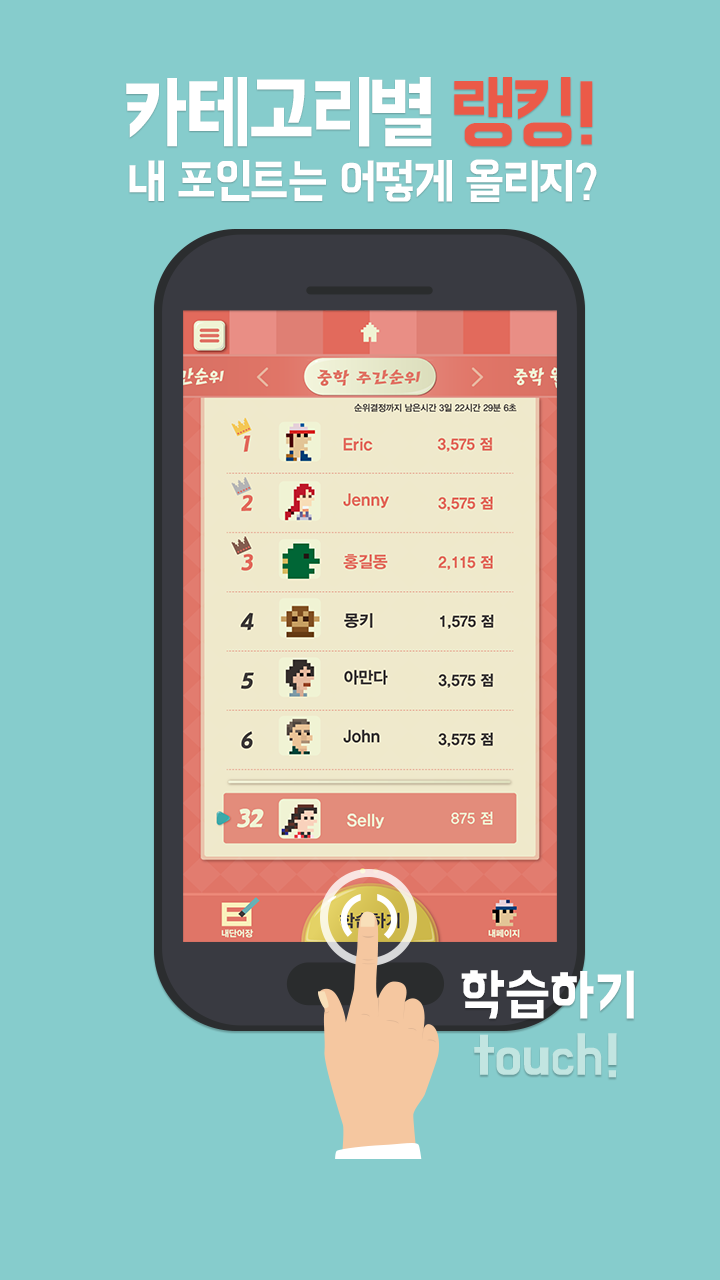 카테고리별 랭킹!
내 포인트는 어떻게 올리지?
간순위
중학 주간순위
중학 월
순위결정까지 남은시간 3일 22시간 29분 6초
1 Eric 3,575 점
2 Jenny 3,575 점
3 홍길동 2,115 점
4 몽키 1,575 점
5 아만다 3,575 점
6 John 3,575 점
32 Selly 875 점
내단어장
학습하기
내페이지
학습하기
touch!